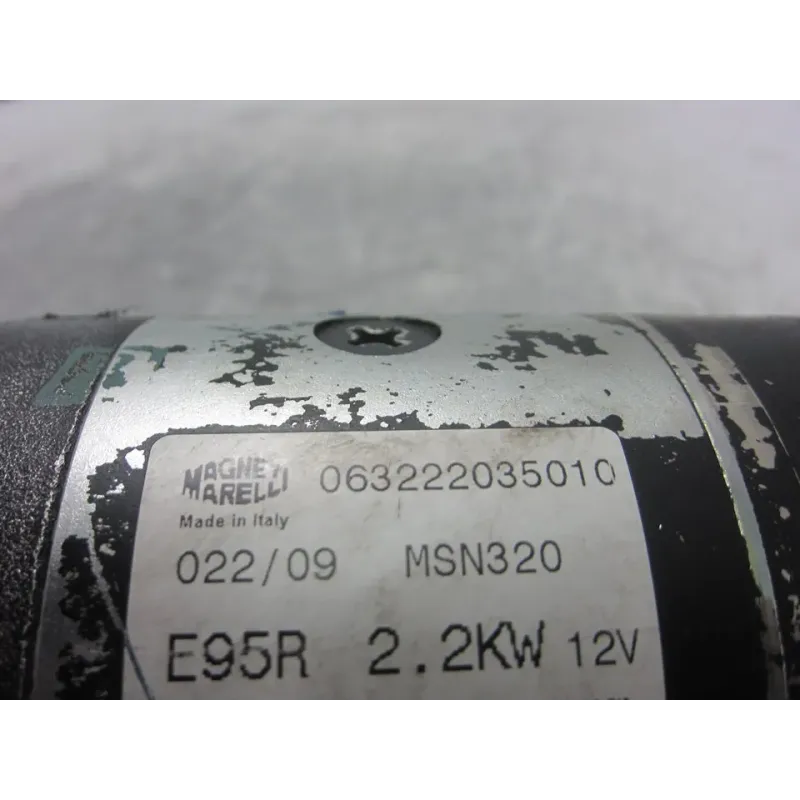 MAGNETI 063222035010
MARELLI
Made in Italy
022/09 MSN320
E95R 2.2KW 12V